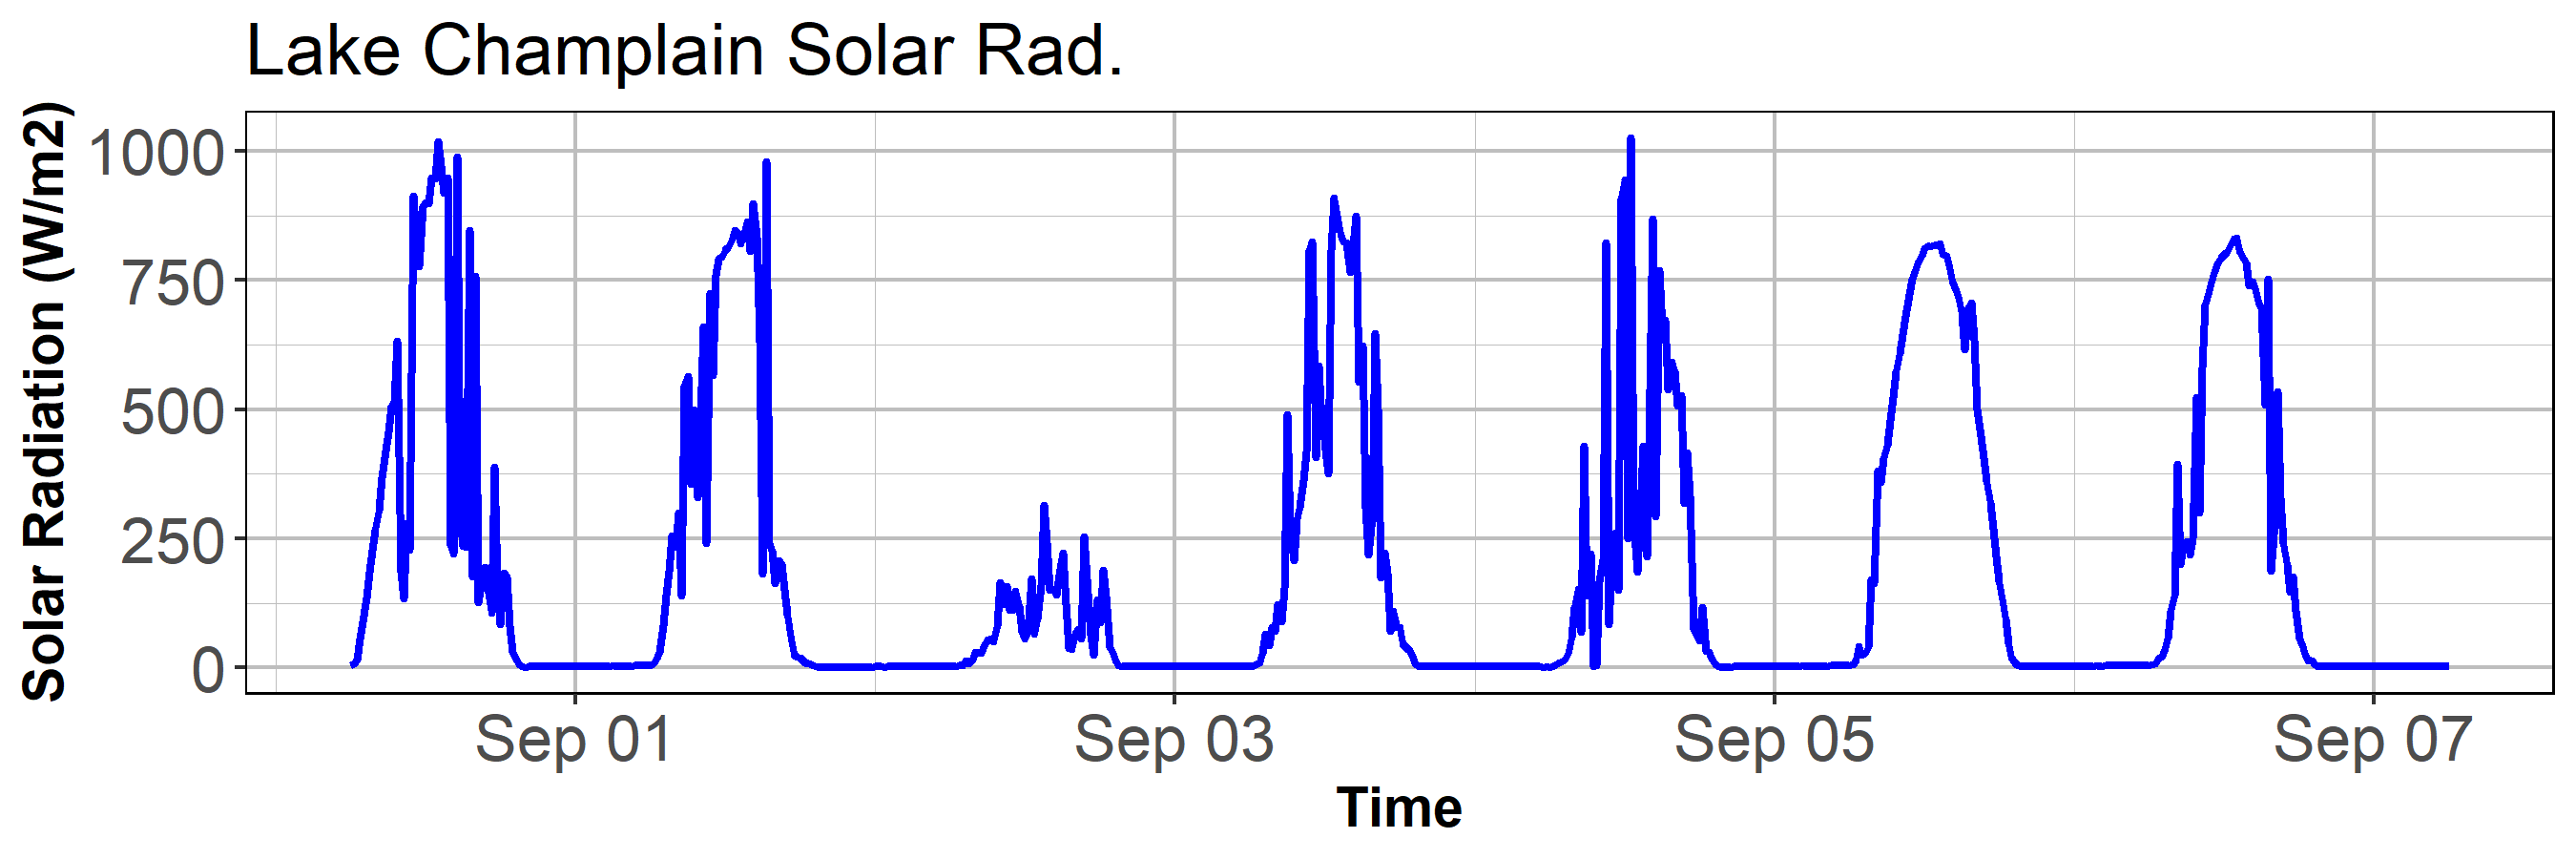 Lake Champlain Solar Rad.
Solar Radiation (W/m2)
1000
750
500
250
0
Sep 01
Sep 03
Sep 05
Sep 07
Time